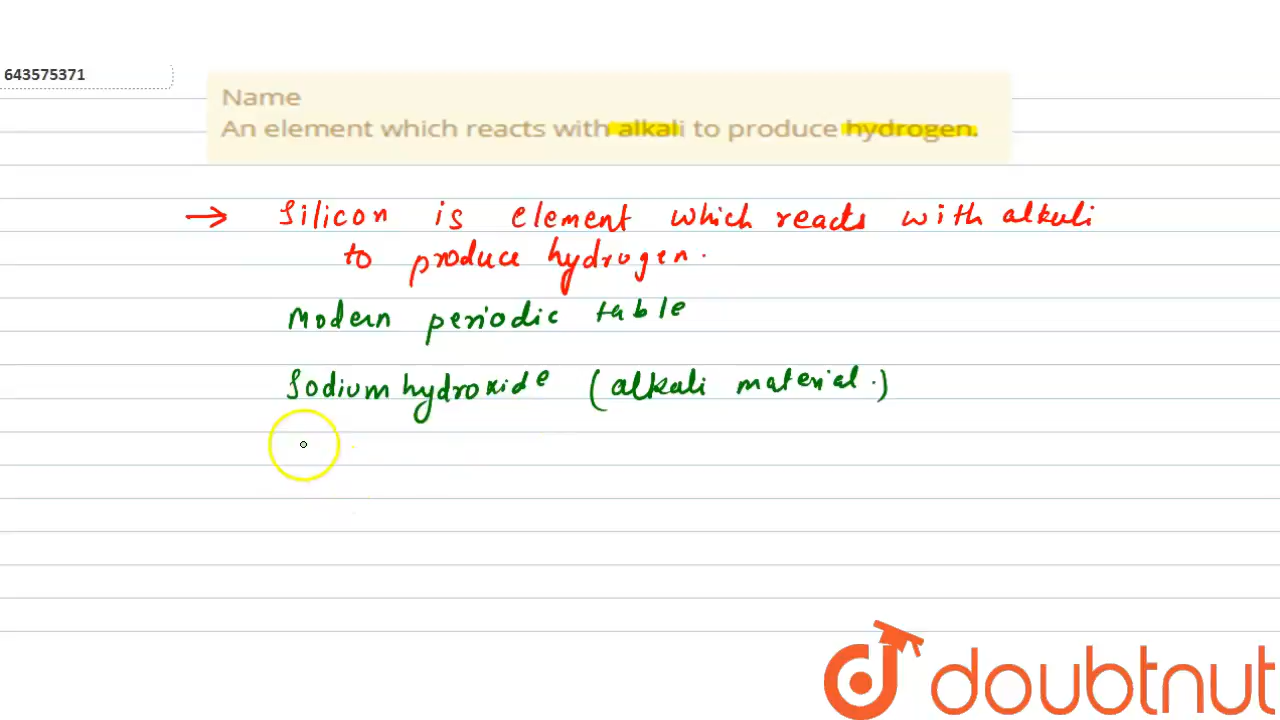 643575371
Name
An element which reacts with alkali to produce hydrogen.
→ Silicon is element which reacts with alkali
to produce hydrogen.
Modern periodic table
Sodium hydroxide (alkali material.)
doubtnut